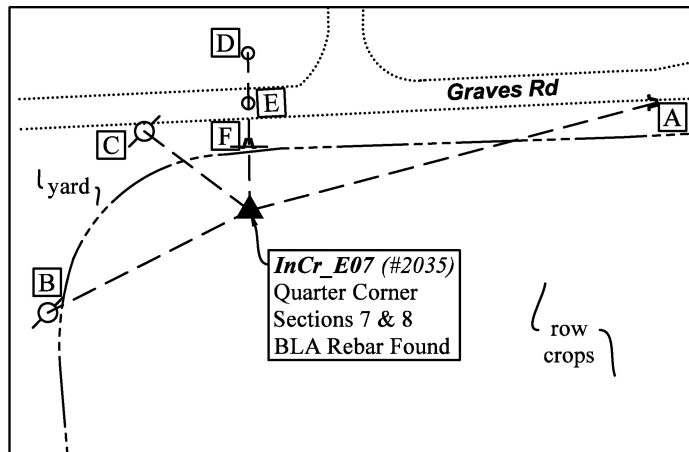 D
E
Graves Rd
A
F
C
yard
B
InCr_E07 (#2035)
Quarter Corner
Sections 7 & 8
BLA Rebar Found
row
crops